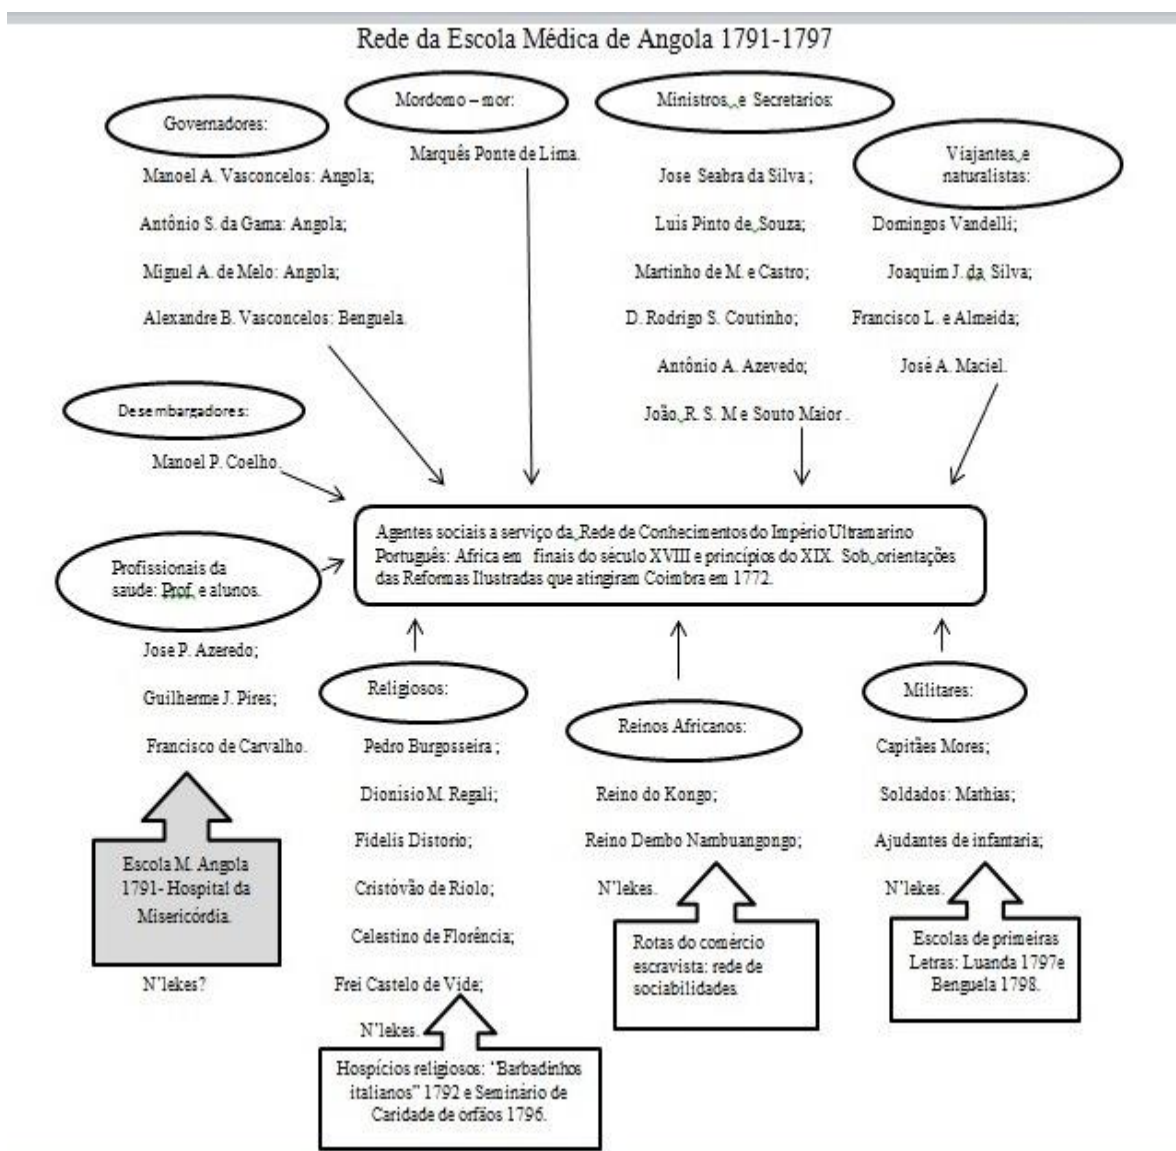 Rede da Escola Médica de Angola 1791-1797
Governadores:
Manoel A. Vasconcelos: Angola;
Antônio S. da Gama: Angola;
Miguel A. de Melo: Angola;
Alexandre B. Vasconcelos: Benguela.
Mordomo – mor:
Marquês Ponte de Lima.
Ministros, e Secretarios:
Jose Seabra da Silva ;
Luis Pinto de Souza;
Martinho de M. e Castro;
D. Rodrigo S. Coutinho;
Antônio A. Azevedo;
João, R. S. M e Souto Maior .
Viajantes, e
naturalistas:
Domingos Vandelli;
Joaquim J. da Silva;
Francisco L. e Almeida;
José A. Maciel.
Desembargadores:
Manoel P. Coelho.
Agentes sociais a serviço da Rede de Conhecimentos do Império Ultramarino
Português: Africa em finais do século XVIII e princípios do XIX. Sob orientações
das Reformas Ilustradas que atingiram Coimbra em 1772.
Profissionais da
saúde: Prof. e alunos.
Jose P. Azeredo;
Guilherme J. Pires;
Francisco de Carvalho.
Escola M. Angola
1791- Hospital da
Misericórdia.
N'lekes?
Religiosos:
Pedro Burgosseira ;
Dionisio M. Regali;
Fidelis Distorio;
Cristóvão de Riolo;
Celestino de Florência;
Frei Castelo de Vide;
N'lekes.
Hospícios religiosos: "Barbadinhos
italianos" 1792 e Seminário de
Caridade de órfãos 1796.
Reinos Africanos:
Reino do Kongo;
Reino Dembo Nambuangongo;
N'lekes.
Rotas do comércio
escravista: rede de
sociabilidades.
Militares:
Capitães Mores;
Soldados: Mathias;
Ajudantes de infantaria;
N'lekes.
Escolas de primeiras
Letras: Luanda 1797e
Benguela 1798.